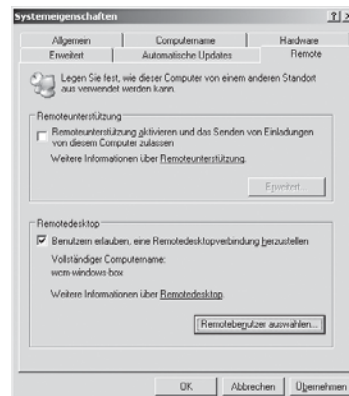 Systemeigenschaften
Allgemein Computername Hardware
Erweitert Automatische Updates Remote
Legen Sie fest, wie dieser Computer von einem anderen Standort
aus verwendet werden kann.
Remoteunterstützung
Remoteunterstützung aktivieren und das Senden von Einladungen
von diesem Computer zulassen
Weitere Informationen über Remoteunterstützung.
Erweitert...
Remotedesktop
Benutzern erlauben, eine Remotedesktopverbindung herzustellen
Vollständiger Computername:
wcm-windows-box
Weitere Informationen über Remotedesktop.
Remotebenutzer auswählen...
OK Abbrechen Übernehmen